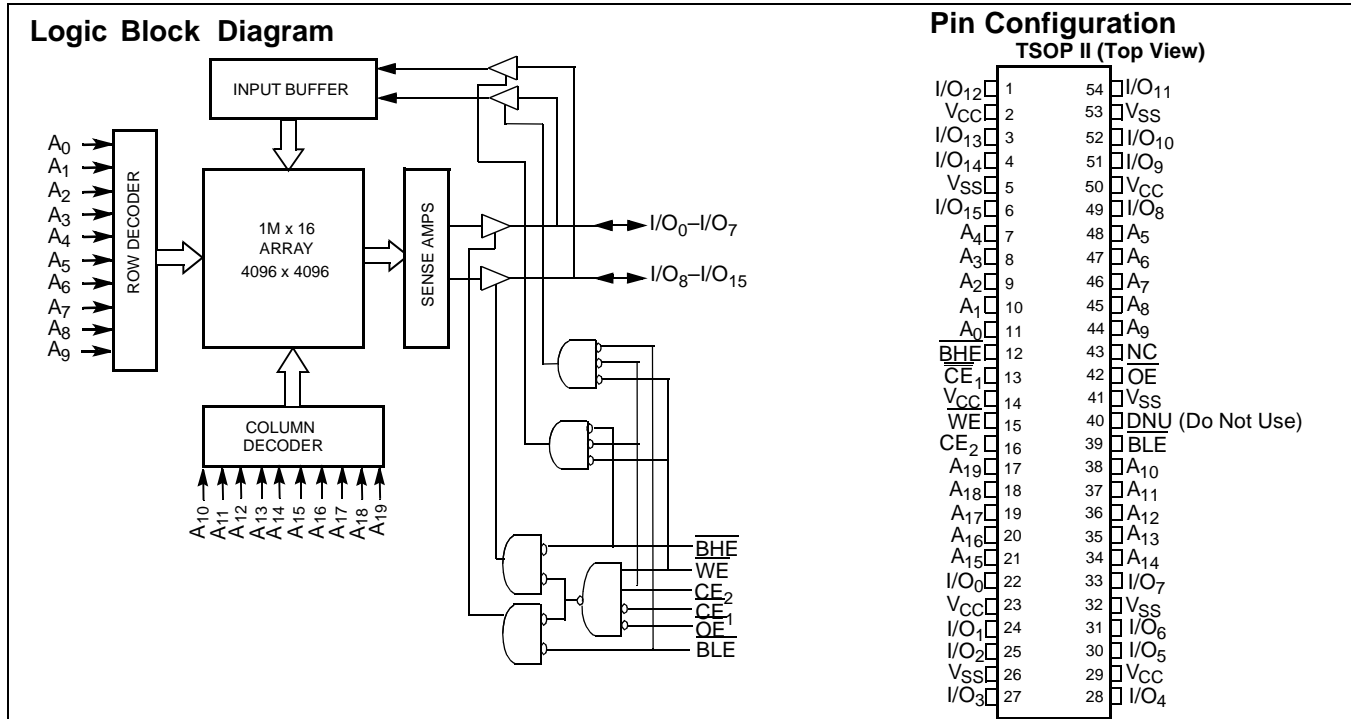 Logic Block Diagram
INPUT BUFFER
A0
A1
A2
A3
A4
A5
A6
A7
A8
A9
ROW DECODER
1M x 16
ARRAY
4096 x 4096
SENSE AMPS
I/O0–I/O7
I/O8–I/O15
COLUMN
DECODER
A10
A11
A12
A13
A14
A15
A16
A17
A18
A19
BHE
WE
CE2
CE1
OE
BLE
Pin Configuration
TSOP II (Top View)
I/O12 1 54 I/O11
VCC 2 53 VSS
I/O13 3 52 I/O10
I/O14 4 51 I/O9
VSS 5 50 VCC
I/O15 6 49 I/O8
A4 7 48 A5
A3 8 47 A6
A2 9 46 A7
A1 10 45 A8
A0 11 44 A9
BHE 12 43 NC
CE1 13 42 OE
VCC 14 41 VSS
WE 15 40 DNU (Do Not Use)
CE2 16 39 BLE
A19 17 38 A10
A18 18 37 A11
A17 19 36 A12
A16 20 35 A13
A15 21 34 A14
I/O0 22 33 I/O7
VCC 23 32 VSS
I/O1 24 31 I/O6
I/O2 25 30 I/O5
VSS 26 29 VCC
I/O3 27 28 I/O4